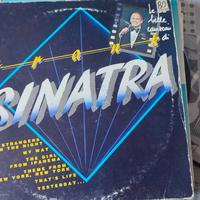 le
belle
canzoni
di
Frank
SINATRA
STRANGERS
IN THE NIGHT
MY WAY
THE GIRL
FROM IPANEMA
THEME FROM
NEW YORK, NEW YORK
THAT'S LIFE
YESTERDAY...